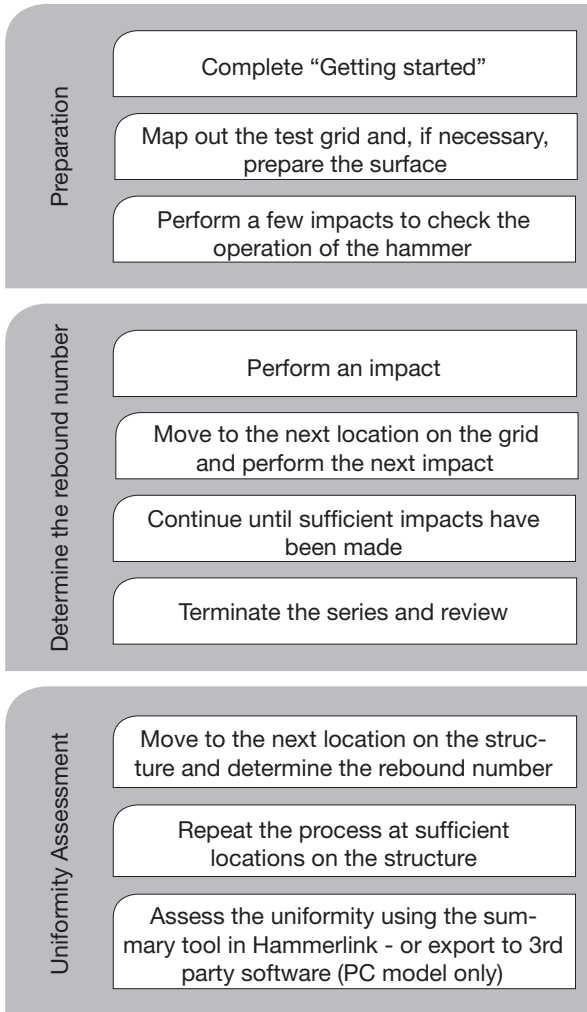 Preparation
Complete “Getting started”
Map out the test grid and, if necessary,
prepare the surface
Perform a few impacts to check the
operation of the hammer
Determine the rebound number
Perform an impact
Move to the next location on the grid
and perform the next impact
Continue until sufficient impacts have
been made
Terminate the series and review
Uniformity Assessment
Move to the next location on the struc-
ture and determine the rebound number
Repeat the process at sufficient
locations on the structure
Assess the uniformity using the sum-
mary tool in Hammerlink - or export to 3rd
party software (PC model only)